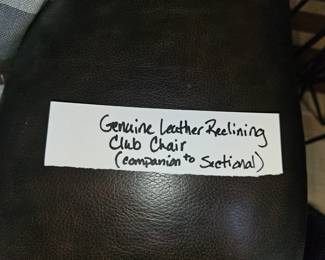 Genuine Leather Reclining
Club Chair
(companion to Sectional)